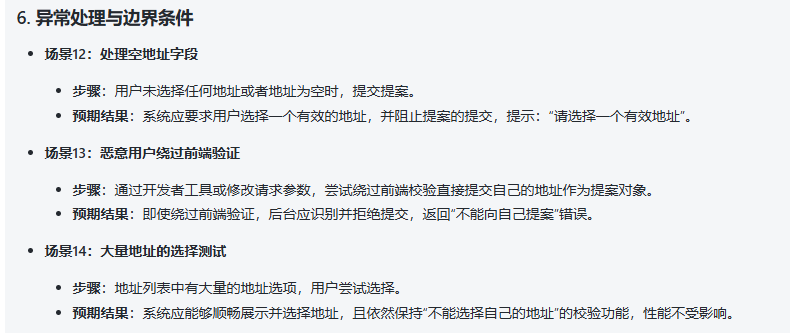 6. 异常处理与边界条件
场景12：处理空地址字段
步骤：用户未选择任何地址或者地址为空时，提交提案。
预期结果：系统应要求用户选择一个有效的地址，并阻止提案的提交，提示：“请选择一个有效地址”。
场景13：恶意用户绕过前端验证
步骤：通过开发者工具或修改请求参数，尝试绕过前端校验直接提交自己的地址作为提案对象。
预期结果：即使绕过前端验证，后台应识别并拒绝提交，返回“不能向自己提案”错误。
场景14：大量地址的选择测试
步骤：地址列表中有大量的地址选项，用户尝试选择。
预期结果：系统应能够顺畅展示并选择地址，且依然保持“不能选择自己的地址”的校验功能，性能不受影响。